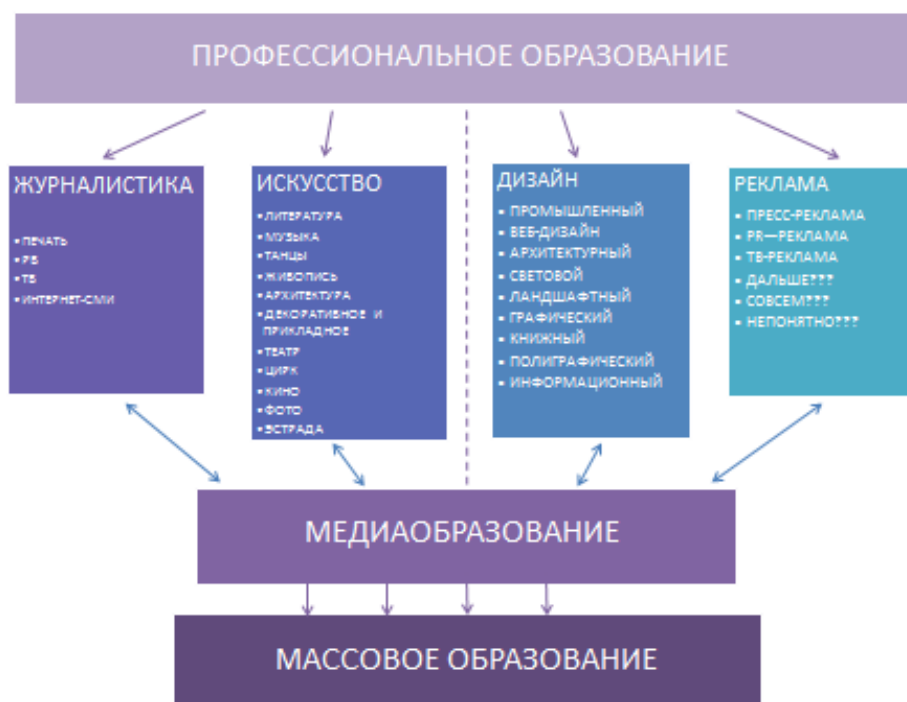 ПРОФЕССИОНАЛЬНОЕ ОБРАЗОВАНИЕ
ЖУРНАЛИСТИКА
• ПЕЧАТЬ
• РВ
• ТВ
• ИНТЕРНЕТ-СМИ
ИСКУССТВО
• ЛИТЕРАТУРА
• МУЗЫКА
• ТАНЦЫ
• ЖИВОПИСЬ
• АРХИТЕКТУРА
• ДЕКОРАТИВНОЕ И
ПРИКЛАДНОЕ
• ТЕАТР
• ЦИРК
• КИНО
• ФОТО
• ЭСТРАДА
ДИЗАЙН
• ПРОМЫШЛЕННЫЙ
• ВЕБ-ДИЗАЙН
• АРХИТЕКТУРНЫЙ
• СВЕТОВОЙ
• ЛАНДШАФТНЫЙ
• ГРАФИЧЕСКИЙ
• КНИЖНЫЙ
• ПОЛИГРАФИЧЕСКИЙ
• ИНФОРМАЦИОННЫЙ
РЕКЛАМА
• ПРЕСС-РЕКЛАМА
• PR—РЕКЛАМА
• ТВ-РЕКЛАМА
• ДАЛЬШЕ???
• СОВСЕМ???
• НЕПОНЯТНО???
МЕДИАОБРАЗОВАНИЕ
МАССОВОЕ ОБРАЗОВАНИЕ